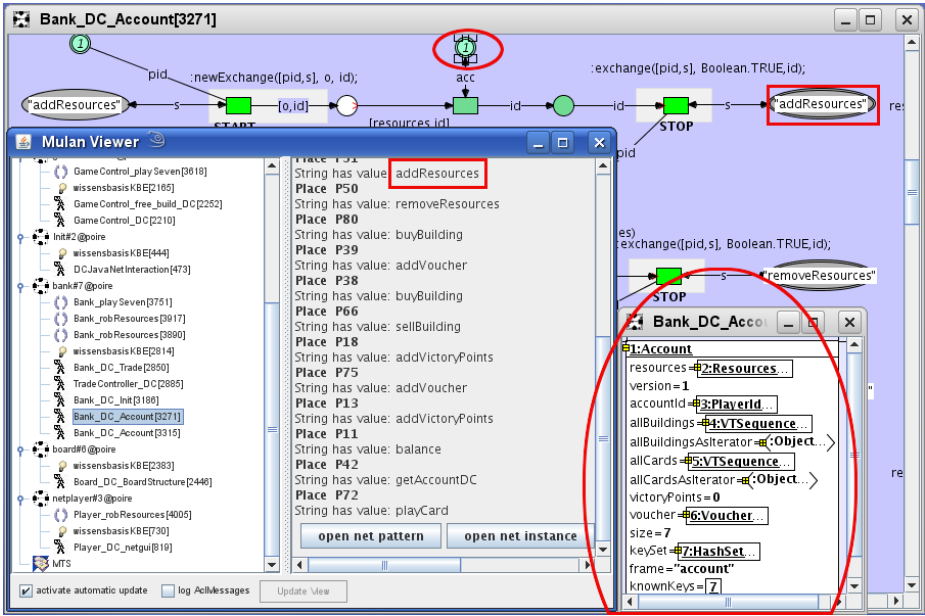 Bank_DC_Account[3271]
1
1
pid
:newExchange([pid,s], o, id);
acc
:exchange([pid,s], Boolean.TRUE,id);
"addResources"
s
[o,id]
id
id
s
"addResources"
START
[resources,id]
STOP
pid
Mulan Viewer
GameControl_playSeven[3618]
wissensbasisKBE[2165]
GameControl_free_build_DC[2252]
GameControl_DC[2210]
Init#2@poire
wissensbasisKBE[444]
DCJavaNetInteraction[473]
bank#7@poire
Bank_playSeven[3751]
Bank_robResources[3917]
Bank_robResources[3890]
wissensbasisKBE[2814]
Bank_DC_Trade[2850]
TradeController_DC[2885]
Bank_DC_Init[3186]
Bank_DC_Account[3271]
Bank_DC_Account[3315]
board#6@poire
wissensbasisKBE[2383]
Board_DC_BoardStructure[2446]
netplayer#3@poire
Player_robResources[4005]
wissensbasisKBE[730]
Player_DC_netgui[819]
MTS
Place P31
String has value: addResources
Place P50
String has value: removeResources
Place P80
String has value: buyBuilding
Place P39
String has value: addVoucher
Place P38
String has value: buyBuilding
Place P66
String has value: sellBuilding
Place P18
String has value: addVictoryPoints
Place P75
String has value: addVoucher
Place P13
String has value: addVictoryPoints
Place P11
String has value: balance
Place P42
String has value: getAccountDC
Place P72
String has value: playCard
open net pattern
open net instance
activate automatic update
log AclMessages
Update View
exchange([pid,s], Boolean.TRUE,id);
s
"removeResources"
STOP
Bank_DC_Accou
1:Account
resources=2:Resources...
version=1
accountId=3:PlayerId...
allBuildings=4:VTSequence...
allBuildingsAsIterator=(:Object...
allCards=5:VTSequence...
allCardsAsIterator=(:Object...
victoryPoints=0
voucher=6:Voucher...
size=7
keySet=7:HashSet...
frame="account"
knownKeys=7